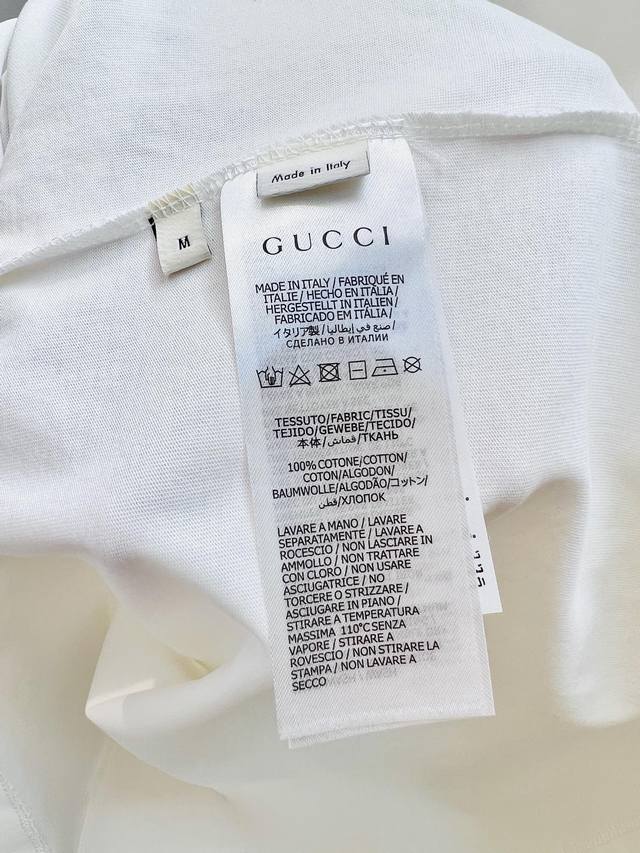 Made in Italy
M
GUCCI
MADE IN ITALY / FABRIQUÉ EN
ITALIE / HECHO EN ITALIA /
HERGESTELLT IN ITALIEN /
FABRICADO EM ITÁLIA /
イタリア製 / صنع في إيطاليا /
СДЕЛАНО В ИТАЛИИ
TESSUTO/FABRIC/TISSU/
TEJIDO/GEWEBE/TECIDO/
本体/قماش/ТКАНЬ
100% COTONE/COTTON/
COTON/ALGODON/
BAUMWOLLE/ALGODÃO/コットン/
قطن/ХЛОПОК
LAVARE A MANO / LAVARE
SEPARATAMENTE / LAVARE A
ROCESCIO / NON LASCIARE IN
AMMOLLO / NON TRATTARE
CON CLORO / NON USARE
ASCIUGATRICE / NO
TORCERE O STRIZZARE /
ASCIUGARE IN PIANO /
STIRARE A TEMPERATURA
MASSIMA 110°C SENZA
VAPORE / STIRARE A
ROVESCIO / NON STIRARE LA
STAMPA / NON LAVARE A
SECCO